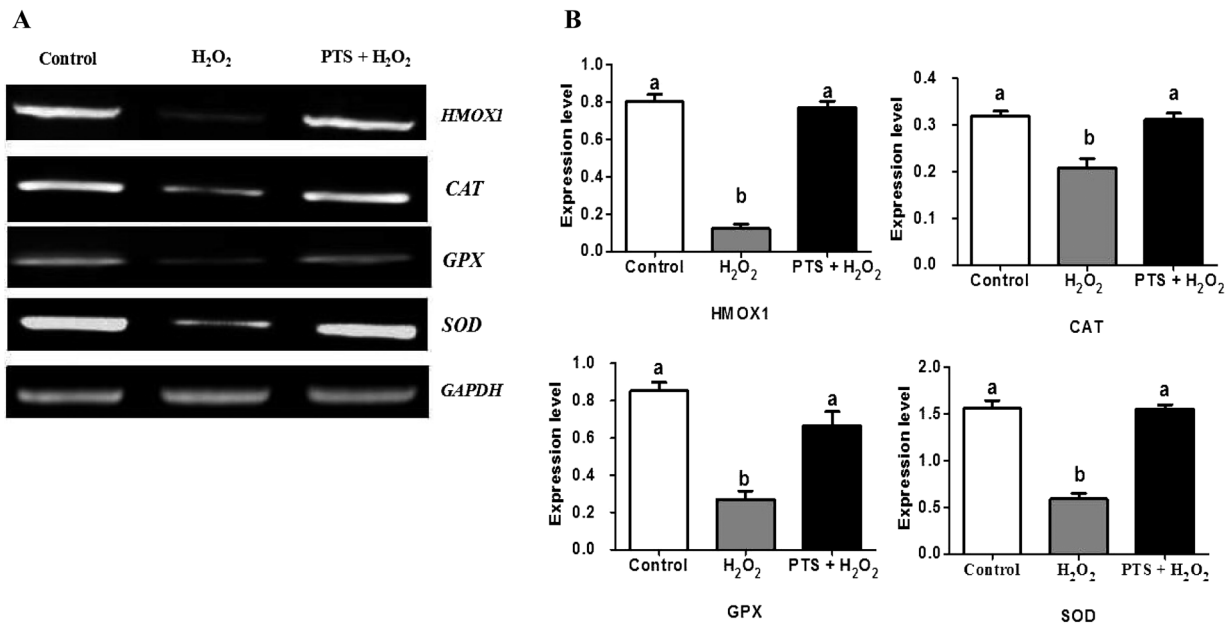 A
Control H₂O₂ PTS + H₂O₂
HMOX1
CAT
GPX
SOD
GAPDH
B
Expression level
1.0
0.8
0.6
0.4
0.2
0.0
a
b
a
Control H₂O₂ PTS + H₂O₂
HMOX1
Expression level
0.4
0.3
0.2
0.1
0.0
a
b
a
Control H₂O₂ PTS + H₂O₂
CAT
Expression level
1.0
0.8
0.6
0.4
0.2
0.0
a
b
a
Control H₂O₂ PTS + H₂O₂
GPX
Expression level
2.0
1.5
1.0
0.5
0.0
a
b
a
Control H₂O₂ PTS + H₂O₂
SOD